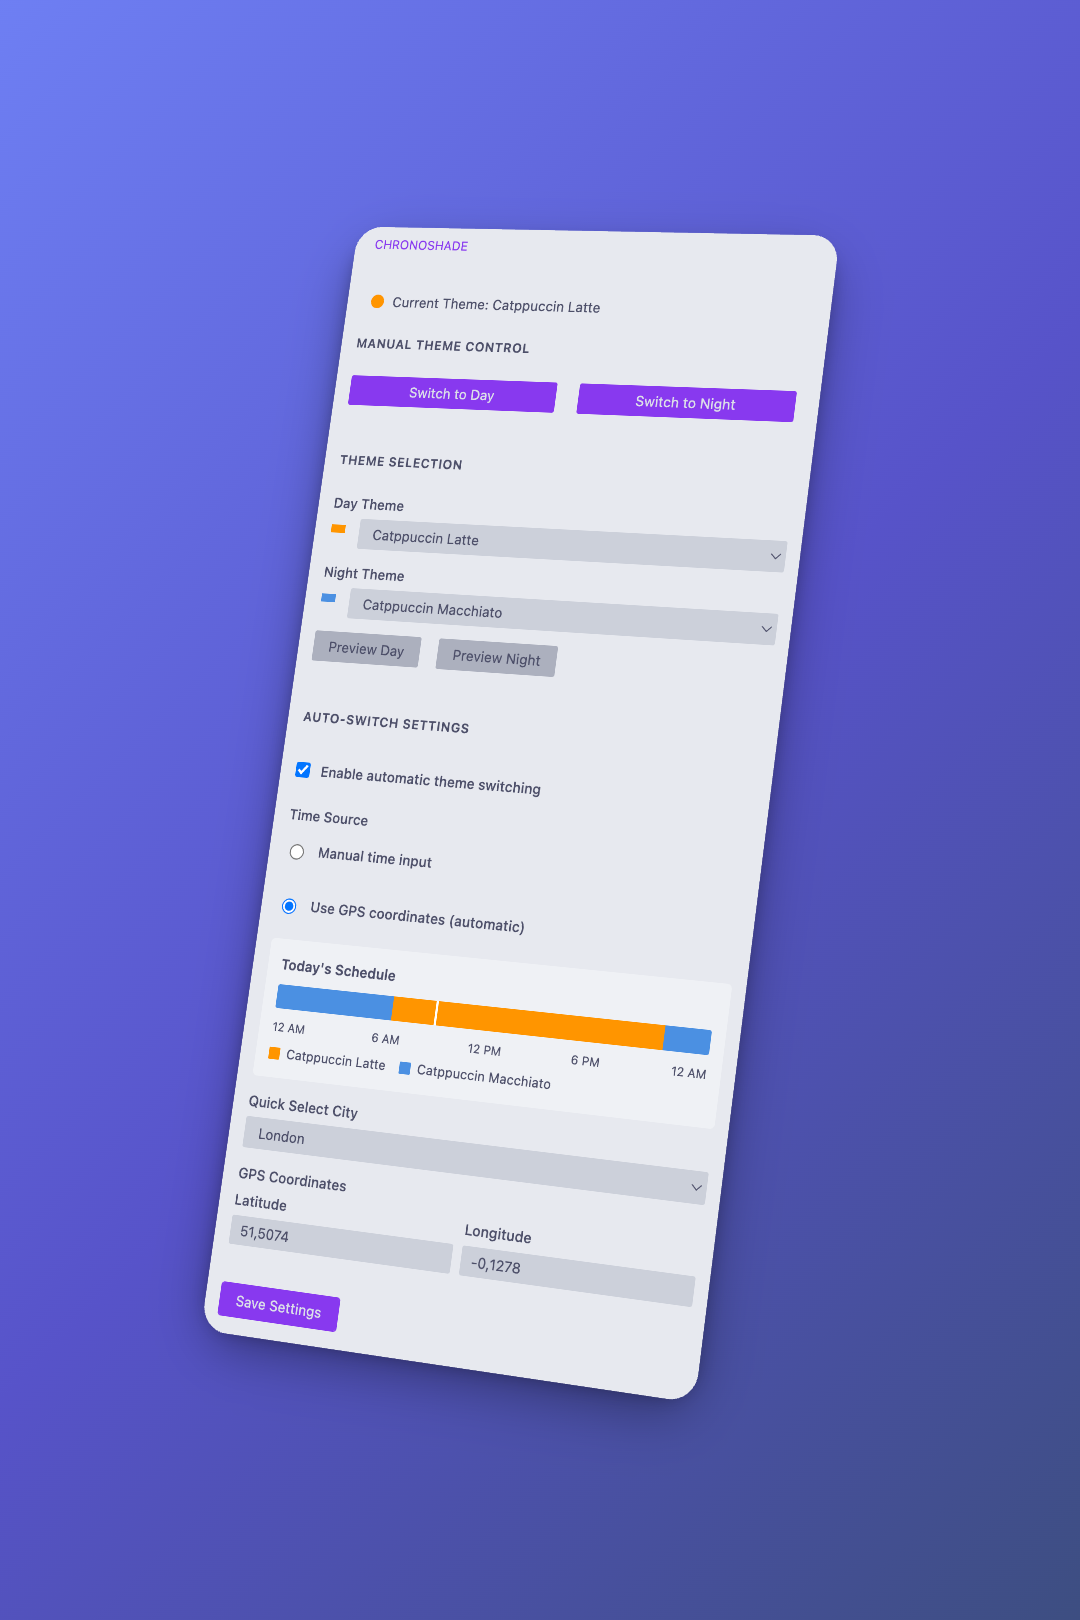 CHRONOSHADE
Current Theme: Catppuccin Latte
MANUAL THEME CONTROL
Switch to Day
Switch to Night
THEME SELECTION
Day Theme
Catppuccin Latte
Night Theme
Catppuccin Macchiato
Preview Day
Preview Night
AUTO-SWITCH SETTINGS
Enable automatic theme switching
Time Source
Manual time input
Use GPS coordinates (automatic)
Today's Schedule
12 AM
6 AM
12 PM
6 PM
12 AM
Catppuccin Latte
Catppuccin Macchiato
Quick Select City
London
GPS Coordinates
Latitude
51,5074
Longitude
-0,1278
Save Settings